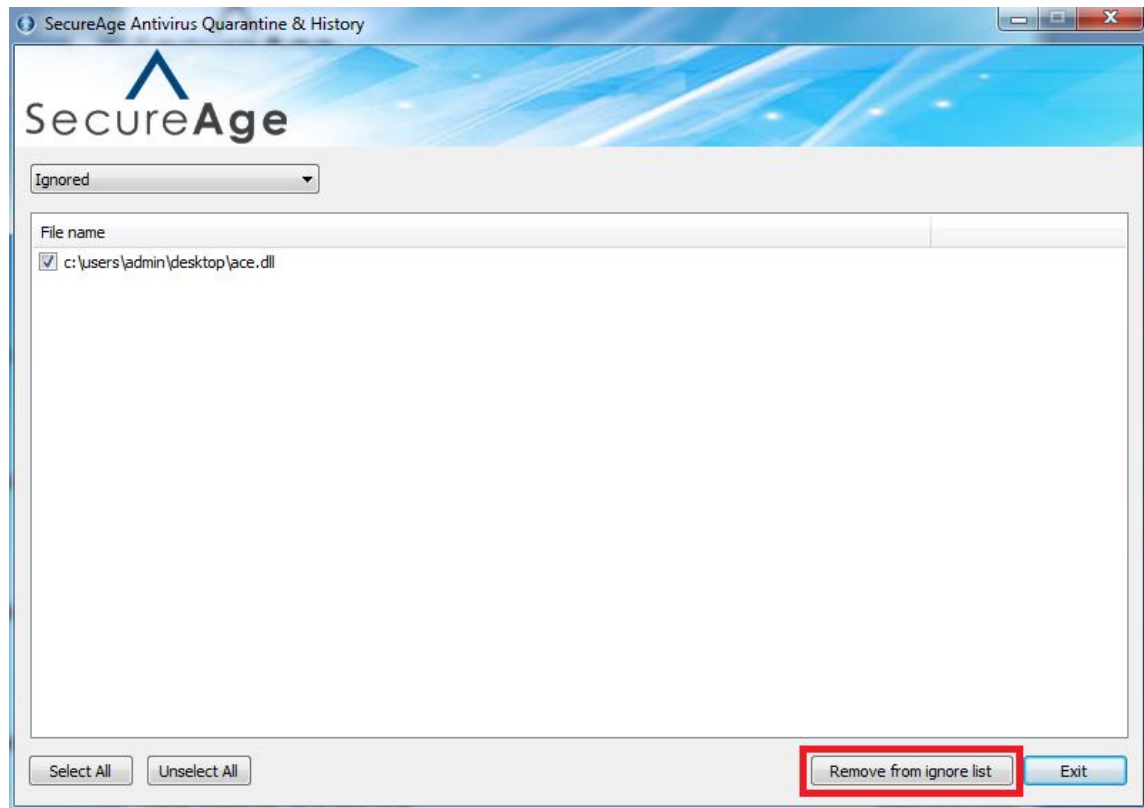 SecureAge Antivirus Quarantine & History
SecureAge
Ignored
File name
c:\users\admin\desktop\ace.dll
Select All Unselect All Remove from ignore list Exit